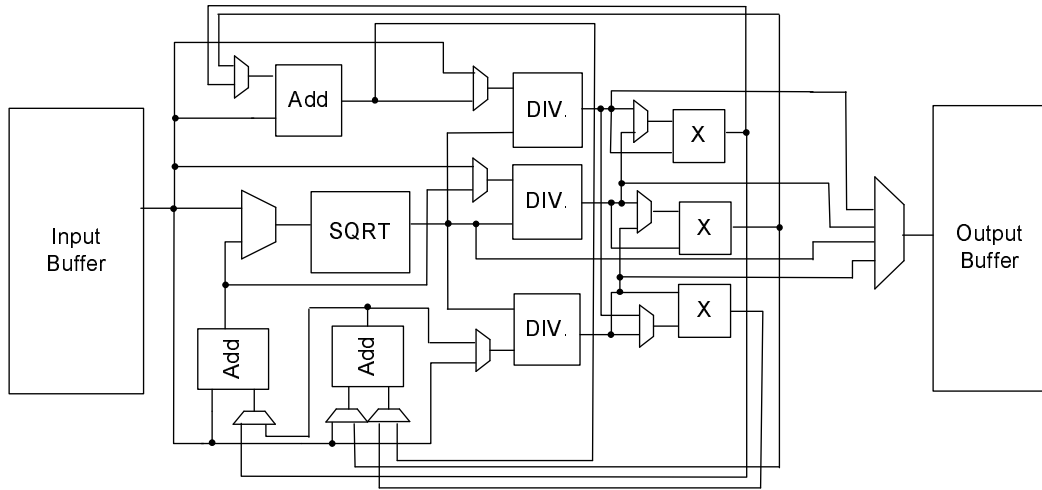 Add
DIV.
X
Input
Buffer
SQRT
DIV.
X
Output
Buffer
Add
Add
DIV.
X